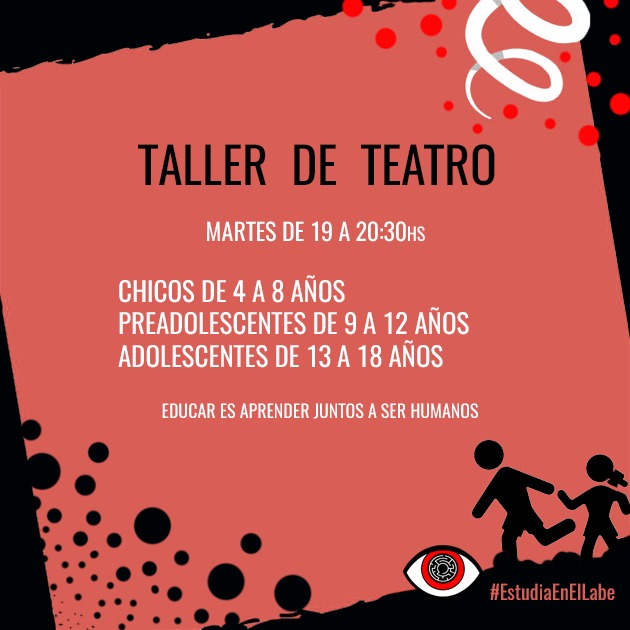 TALLER DE TEATRO
MARTES DE 19 A 20:30HS
CHICOS DE 4 A 8 AÑOS
PREADOLESCENTES DE 9 A 12 AÑOS
ADOLESCENTES DE 13 A 18 AÑOS
EDUCAR ES APRENDER JUNTOS A SER HUMANOS
#EstudiaEnElLabe